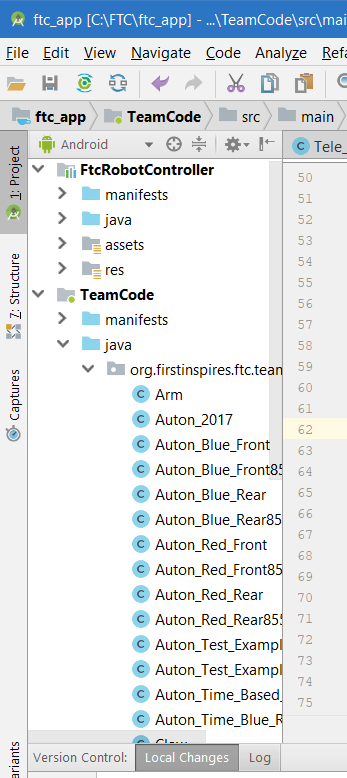 ftc_app [C:\FTC\ftc_app] - ...\TeamCode\src\mai
File Edit View Navigate Code Analyze Refa
ftc_app TeamCode src main
1: Project
Android
Tele_
FtcRobotController
manifests
java
assets
res
TeamCode
manifests
java
org.firstinspires.ftc.team
Arm
Auton_2017
Auton_Blue_Front
Auton_Blue_Front85
Auton_Blue_Rear
Auton_Blue_Rear85
Auton_Red_Front
Auton_Red_Front85
Auton_Red_Rear
Auton_Red_Rear855
Auton_Test_Exampl
Auton_Test_Exampl
Auton_Time_Based_
Auton_Time_Blue_R
Z: Structure
Captures
ariants
50
51
52
53
54
55
56
57
58
59
60
61
62
63
64
65
66
67
68
69
70
71
72
73
74
75
Version Control: Local Changes Log